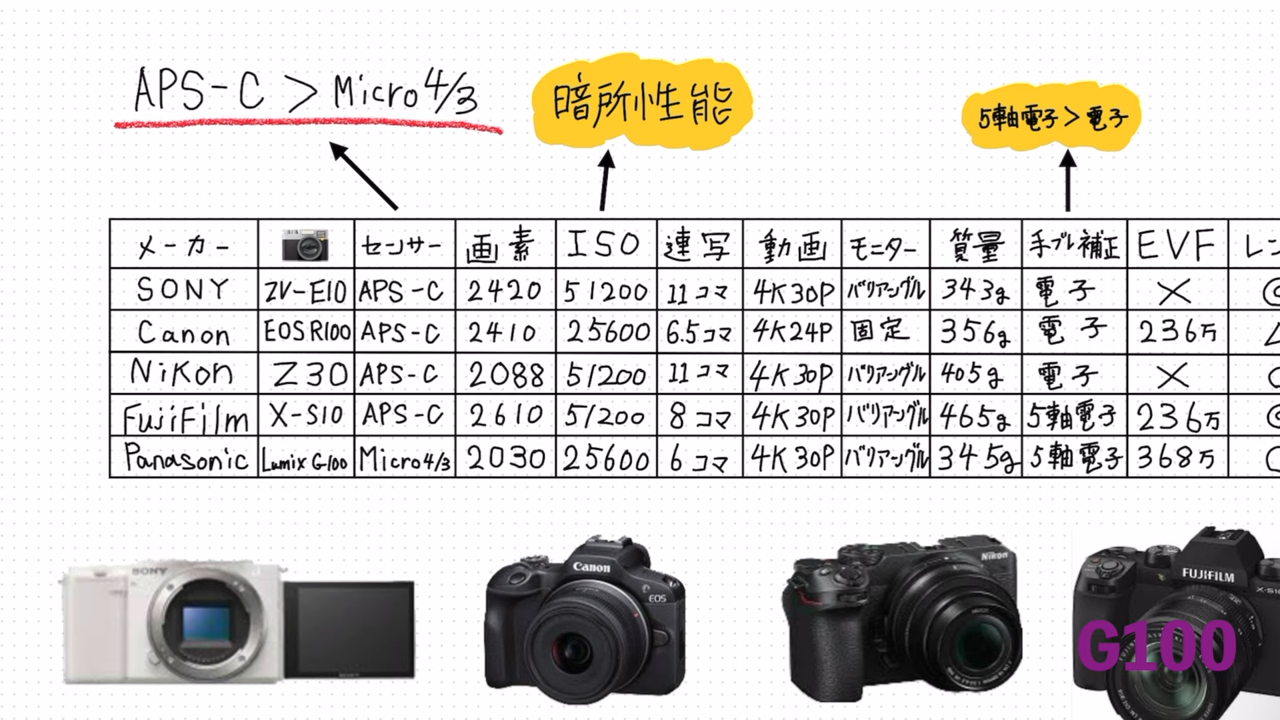 APS-C > Micro4/3
暗所性能
5軸電子>電子
メーカー センサー 画素 ISO 連写 動画 モニター 質量 手ブレ補正 EVF レン
SONY ZV-E10 APS-C 2420 51200 11コマ 4K30P バリアングル 343g 電子 ×
Canon EOSR100 APS-C 2410 25600 6.5コマ 4K24P 固定 356g 電子 236万
Nikon Z30 APS-C 2088 51200 11コマ 4K30P バリアングル 405g 電子 ×
FujiFilm X-S10 APS-C 2610 51200 8コマ 4K30P バリアングル 465g 5軸電子 236万
Panasonic Lumix G100 Micro4/3 2030 25600 6コマ 4K30P バリアングル 345g 5軸電子 368万
SONY
Canon
EOS
Nikon
FUJIFILM
X-S10
G100